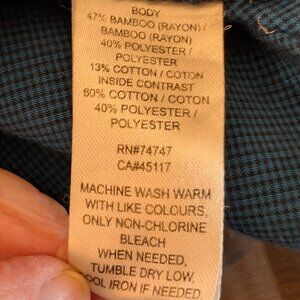 BODY
47% BAMBOO (RAYON) /
BAMBOO (RAYON)
40% POLYESTER /
POLYESTER
13% COTTON / COTON
INSIDE CONTRAST
60% COTTON / COTON
40% POLYESTER /
POLYESTER
RN#74747
CA#45117
MACHINE WASH WARM
WITH LIKE COLOURS,
ONLY NON-CHLORINE
BLEACH
WHEN NEEDED,
TUMBLE DRY LOW,
COOL IRON IF NEEDED